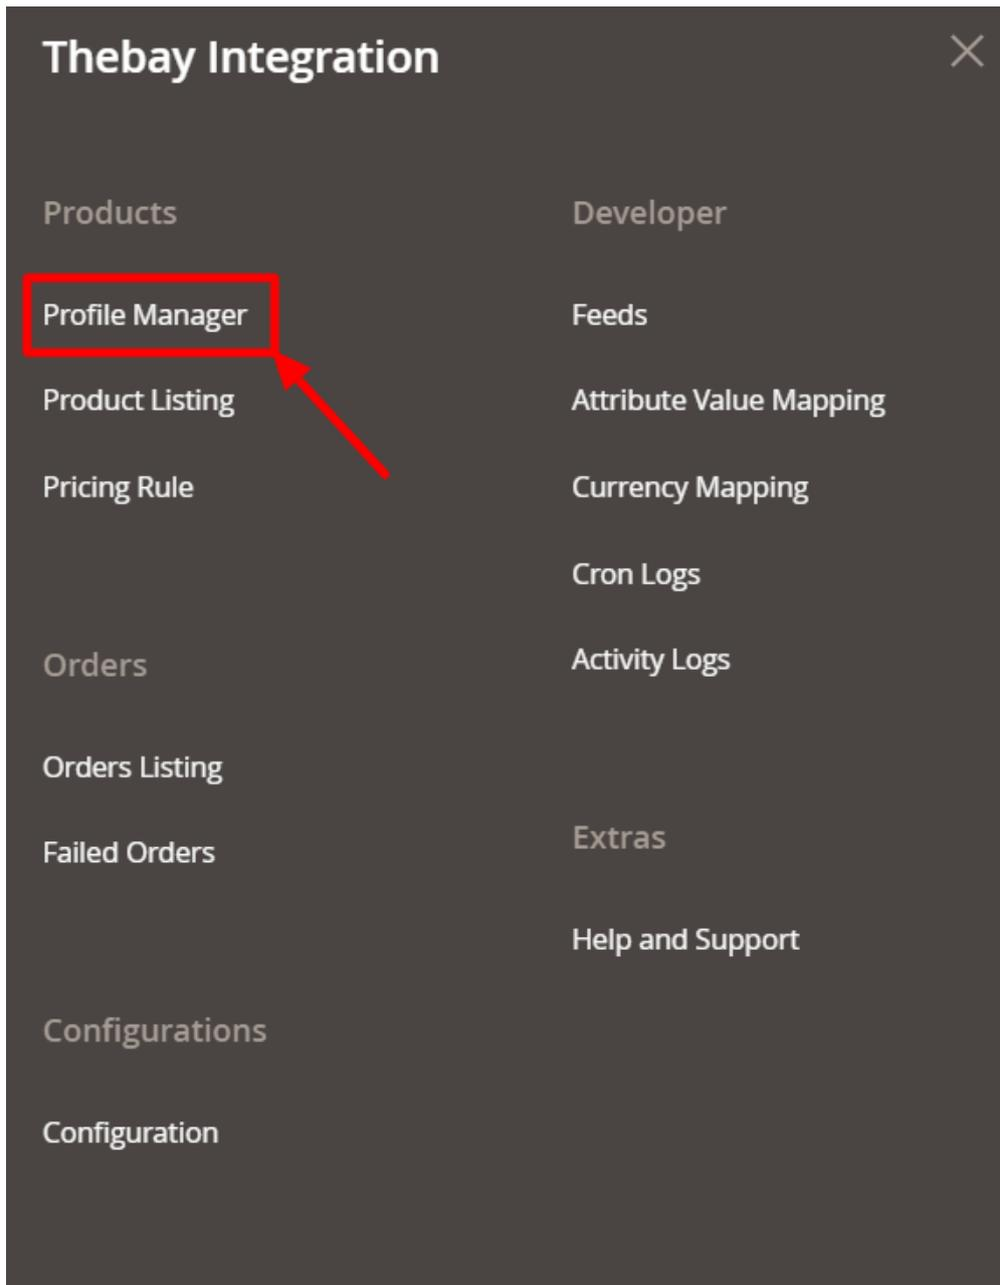 Thebay Integration
Products
Profile Manager
Product Listing
Pricing Rule
Orders
Orders Listing
Failed Orders
Configurations
Configuration
Developer
Feeds
Attribute Value Mapping
Currency Mapping
Cron Logs
Activity Logs
Extras
Help and Support